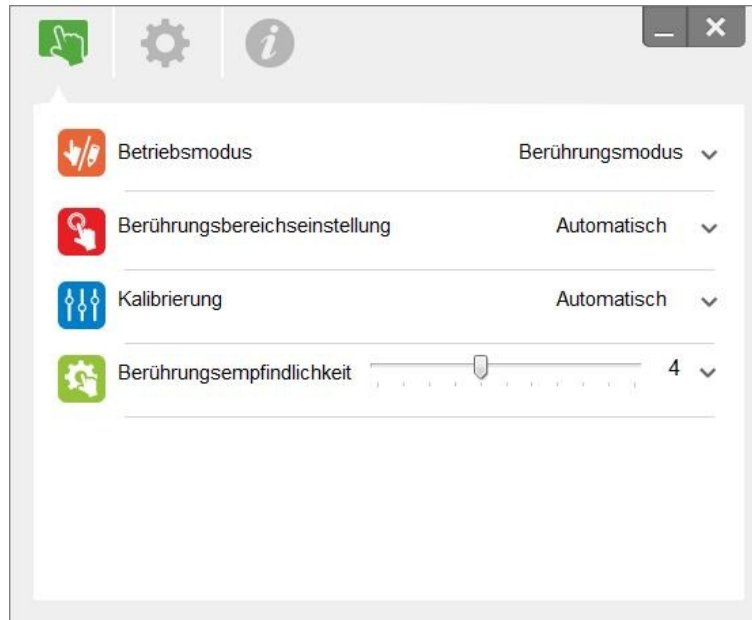 Betriebsmodus Berührungsmodus
Berührungsbereichseinstellung Automatisch
Kalibrierung Automatisch
Berührungsempfindlichkeit 4